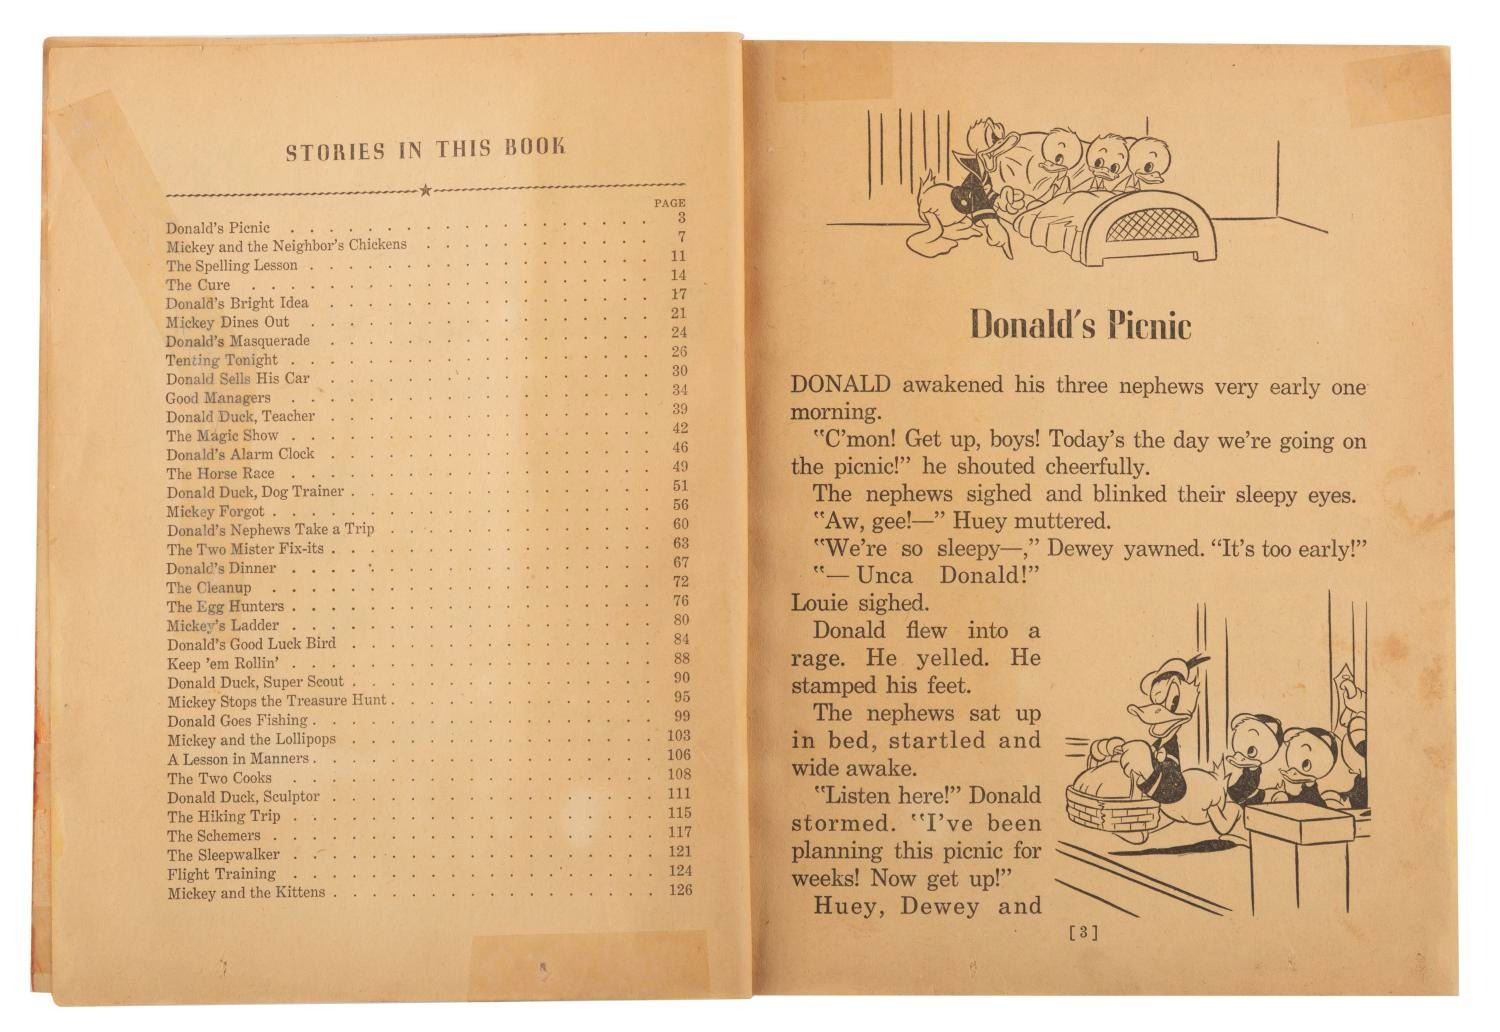 STORIES IN THIS BOOK
PAGE
Donald's Picnic . . . . . . . . . . . . . . . . . . . 3
Mickey and the Neighbor's Chickens . . . . . . . . . . . . 7
The Spelling Lesson . . . . . . . . . . . . . . . . . . 11
The Cure . . . . . . . . . . . . . . . . . . . . . 14
Donald's Bright Idea . . . . . . . . . . . . . . . . . 17
Mickey Dines Out . . . . . . . . . . . . . . . . . . 21
Donald's Masquerade . . . . . . . . . . . . . . . . . 24
Tenting Tonight . . . . . . . . . . . . . . . . . . . 26
Donald Sells His Car . . . . . . . . . . . . . . . . . 30
Good Managers . . . . . . . . . . . . . . . . . . . 34
Donald Duck, Teacher . . . . . . . . . . . . . . . . . 39
The Magic Show . . . . . . . . . . . . . . . . . . . 42
Donald's Alarm Clock . . . . . . . . . . . . . . . . . 46
The Horse Race . . . . . . . . . . . . . . . . . . . 49
Donald Duck, Dog Trainer . . . . . . . . . . . . . . . . 51
Mickey Forgot . . . . . . . . . . . . . . . . . . . . 56
Donald's Nephews Take a Trip . . . . . . . . . . . . . . 60
The Two Mister Fix-its . . . . . . . . . . . . . . . . . 63
Donald's Dinner . . . . . . . . . . . . . . . . . . . 67
The Cleanup . . . . . . . . . . . . . . . . . . . . 72
The Egg Hunters . . . . . . . . . . . . . . . . . . . 76
Mickey's Ladder . . . . . . . . . . . . . . . . . . . 80
Donald's Good Luck Bird . . . . . . . . . . . . . . . . 84
Keep 'em Rollin' . . . . . . . . . . . . . . . . . . . 88
Donald Duck, Super Scout . . . . . . . . . . . . . . . . 90
Mickey Stops the Treasure Hunt . . . . . . . . . . . . . . 95
Donald Goes Fishing . . . . . . . . . . . . . . . . . . 99
Mickey and the Lollipops . . . . . . . . . . . . . . . . 103
A Lesson in Manners . . . . . . . . . . . . . . . . . . 106
The Two Cooks . . . . . . . . . . . . . . . . . . . 108
Donald Duck, Sculptor . . . . . . . . . . . . . . . . . 111
The Hiking Trip . . . . . . . . . . . . . . . . . . . 115
The Schemers . . . . . . . . . . . . . . . . . . . . 117
The Sleepwalker . . . . . . . . . . . . . . . . . . . 121
Flight Training . . . . . . . . . . . . . . . . . . . 124
Mickey and the Kittens . . . . . . . . . . . . . . . . . 126
Donald's Picnic
DONALD awakened his three nephews very early one
morning.
"C'mon! Get up, boys! Today's the day we're going on
the picnic!" he shouted cheerfully.
The nephews sighed and blinked their sleepy eyes.
"Aw, gee!—" Huey muttered.
"We're so sleepy—," Dewey yawned. "It's too early!"
"— Unca Donald!"
Louie sighed.
Donald flew into a
rage. He yelled. He
stamped his feet.
The nephews sat up
in bed, startled and
wide awake.
"Listen here!" Donald
stormed. "I've been
planning this picnic for
weeks! Now get up!"
Huey, Dewey and
[ 3 ]